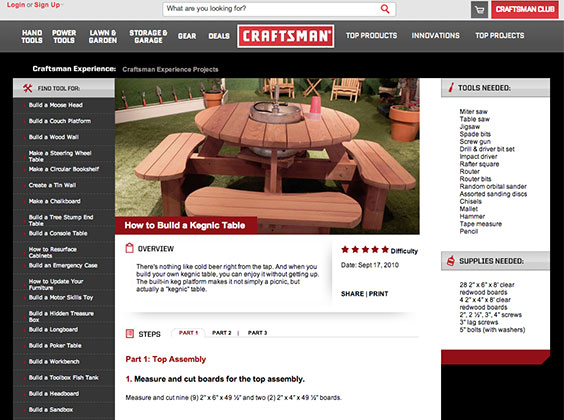 Login or Sign Up
What are you looking for?
CRAFTSMAN CLUB
HAND TOOLS
POWER TOOLS
LAWN & GARDEN
STORAGE & GARAGE
GEAR
DEALS
CRAFTSMAN
TOP PRODUCTS
INNOVATIONS
TOP PROJECTS
Craftsman Experience: Craftsman Experience Projects
FIND TOOL FOR:
Build a Moose Head
Build a Couch Platform
Build a Wood Wall
Make a Steering Wheel
Table
Make a Circular Bookshelf
Create a Tin Wall
Make a Chalkboard
Build a Tree Stump End
Table
Build a Console Table
How to Resurface
Cabinets
Build an Emergency Case
How to Update Your
Furniture
Build a Motor Skills Toy
Build a Hidden Treasure
Box
Build a Longboard
Build a Poker Table
Build a Workbench
Build a Toolbox Fish Tank
Build a Headboard
Build a Sandbox
How to Build a Kegnic Table
OVERVIEW
There's nothing like cold beer right from the tap. And when you
build your own kegnic table, you can enjoy it without getting up.
The built-in keg platform makes it not simply a picnic, but
actually a "kegnic" table.
Difficulty
Date: Sept 17, 2010
SHARE | PRINT
STEPS
PART 1
PART 2
PART 3
Part 1: Top Assembly
1. Measure and cut boards for the top assembly.
Measure and cut nine (9) 2" x 6" x 49 ½" and two (2) 2" x 4" x 49 ½" boards.
TOOLS NEEDED:
Miter saw
Table saw
Jigsaw
Spade bits
Screw gun
Drill & driver bit set
Impact driver
Rafter square
Router
Router bits
Random orbital sander
Assorted sanding discs
Chisels
Mallet
Hammer
Tape measure
Pencil
SUPPLIES NEEDED:
28 2" x 6" x 8' clear
redwood boards
4 2" x 4" x 8' clear
redwood boards
2", 2 ½", 3", 4" screws
3" lag screws
5" bolts (with washers)